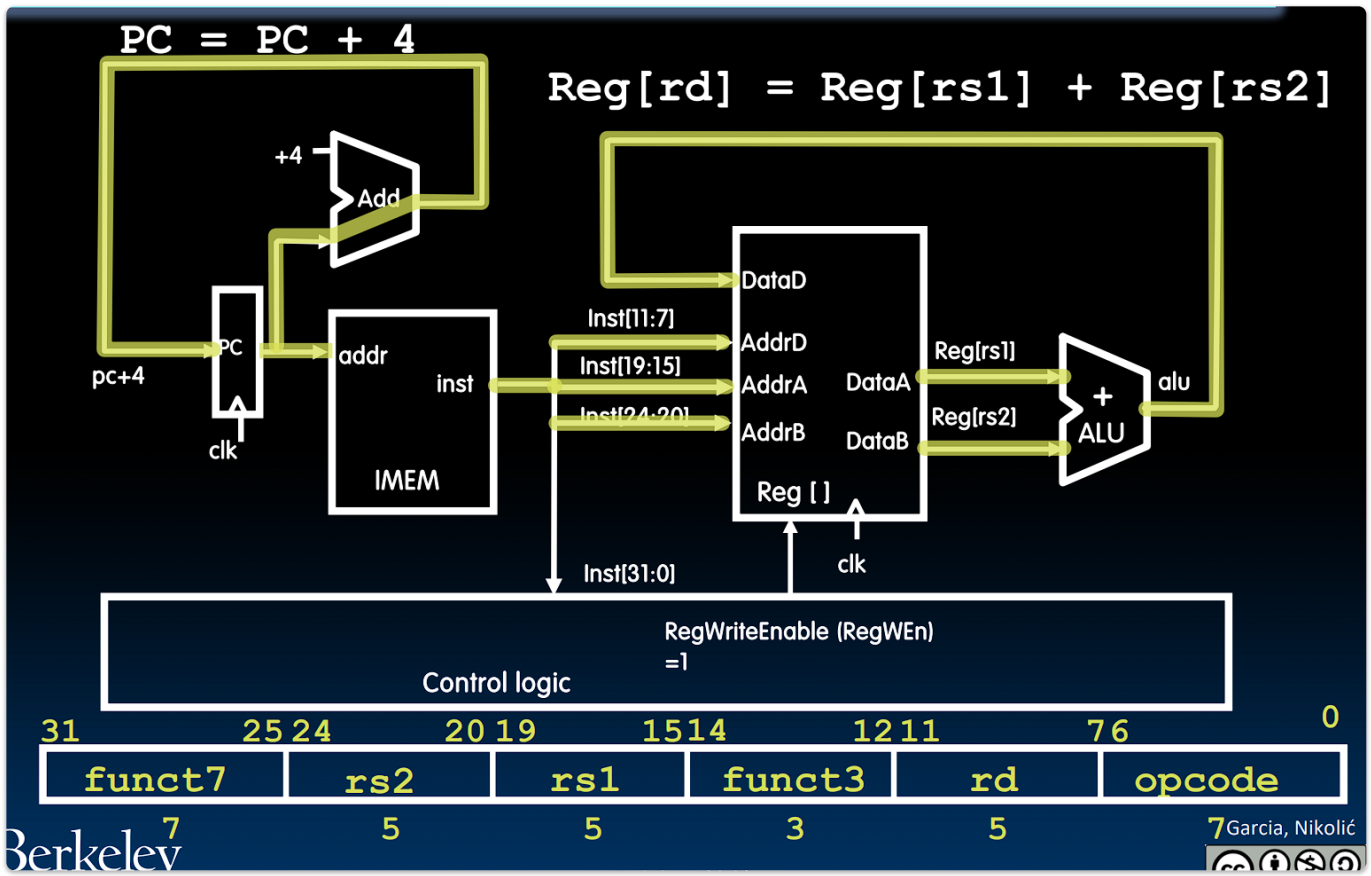 PC = PC + 4
Reg[rd] = Reg[rs1] + Reg[rs2]
+4
Add
DataD
Inst[11:7]
PC
addr
AddrD
Reg[rs1]
pc+4
inst
Inst[19:15]
AddrA
DataA
alu
+
Inst[24:20]
AddrB
DataB
Reg[rs2]
ALU
clk
IMEM
Reg [ ]
clk
Inst[31:0]
RegWriteEnable (RegWEn)
=1
Control logic
31 25 24 20 19 15 14 12 11 7 6 0
funct7 rs2 rs1 funct3 rd opcode
7 5 5 3 5 7
Garcia, Nikolić
Berkeley
cc